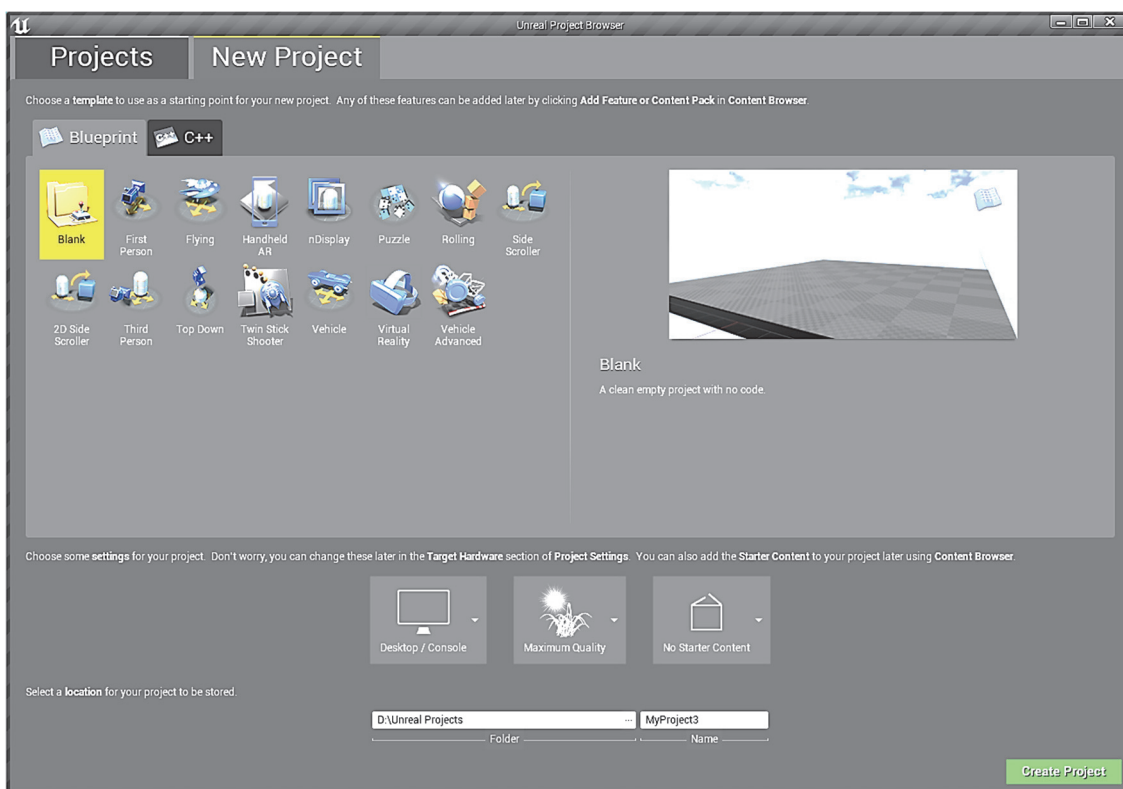 Unreal Project Browser
Projects
New Project
Choose a template to use as a starting point for your new project. Any of these features can be added later by clicking Add Feature or Content Pack in Content Browser.
Blueprint
C++
Blank
First
Person
Flying
Handheld
AR
nDisplay
Puzzle
Rolling
Side
Scroller
2D Side
Scroller
Third
Person
Top Down
Twin Stick
Shooter
Vehicle
Virtual
Reality
Vehicle
Advanced
Blank
A clean empty project with no code.
Choose some settings for your project. Don't worry, you can change these later in the Target Hardware section of Project Settings. You can also add the Starter Content to your project later using Content Browser.
Desktop / Console
Maximum Quality
No Starter Content
Select a location for your project to be stored.
D:\Unreal Projects ...
MyProject3
Folder
Name
Create Project